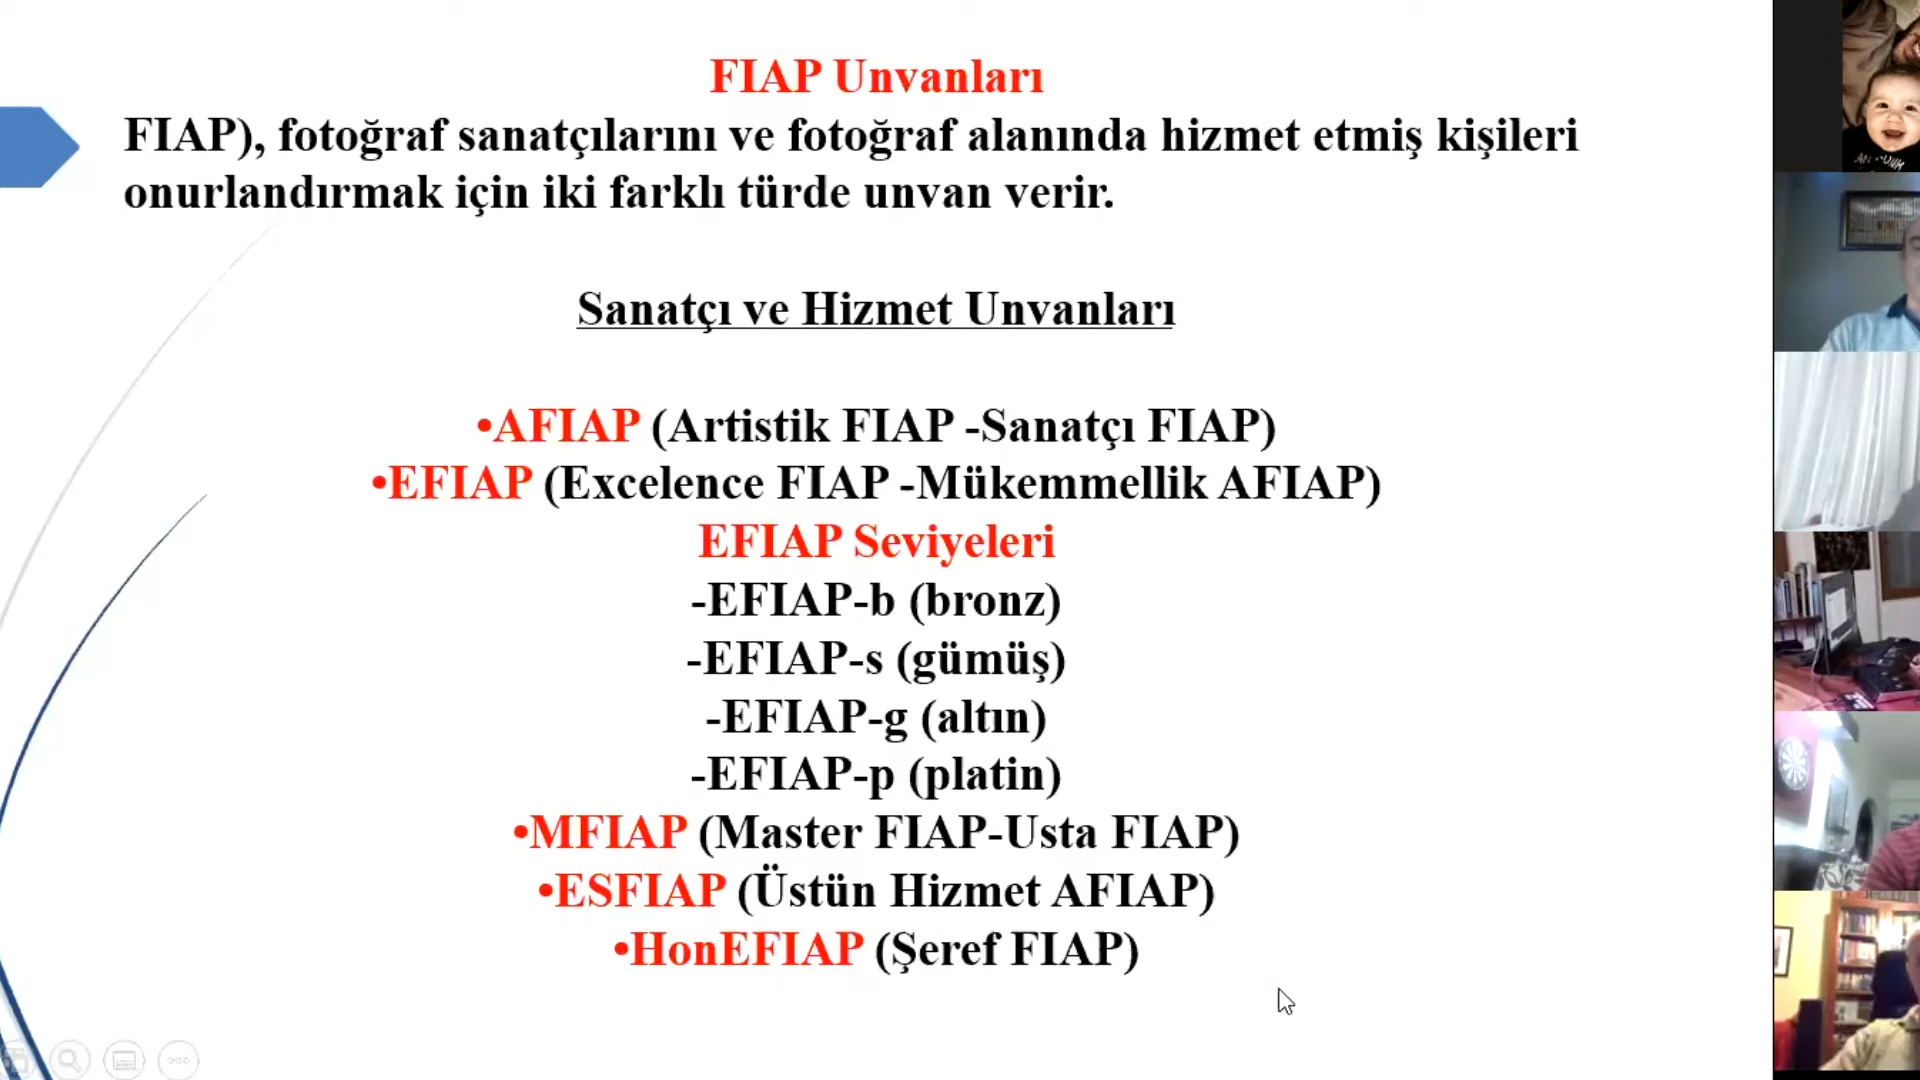 FIAP Unvanları
FIAP), fotoğraf sanatçılarını ve fotoğraf alanında hizmet etmiş kişileri
onurlandırmak için iki farklı türde unvan verir.
Sanatçı ve Hizmet Unvanları
•AFIAP (Artistik FIAP -Sanatçı FIAP)
•EFIAP (Excelence FIAP -Mükemmellik AFIAP)
EFIAP Seviyeleri
-EFIAP-b (bronz)
-EFIAP-s (gümüş)
-EFIAP-g (altın)
-EFIAP-p (platin)
•MFIAP (Master FIAP-Usta FIAP)
•ESFIAP (Üstün Hizmet AFIAP)
•HonEFIAP (Şeref FIAP)